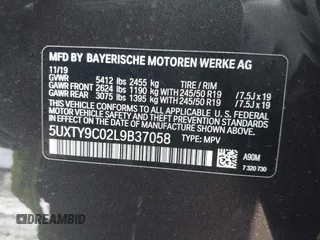 MFD BY BAYERISCHE MOTOREN WERKE AG
11/19
GVWR 5412 lbs 2455 kg TIRE / RIM
GAWR FRONT 2624 lbs 1190 kg WITH 245/50 R19 /7.5J x 19
GAWR REAR 3075 lbs 1395 kg WITH 245/50 R19 /7.5J x 19
THIS VEHICLE CONFORMS TO ALL APPLICABLE U.S. FEDERAL
MOTOR VEHICLE SAFETY STANDARDS IN EFFECT ON THE DATE OF
MANUFACTURE SHOWN ABOVE.
5UXTY9C02L9B37058 TYPE: MPV
A90M
7 320 730
DREAMBID